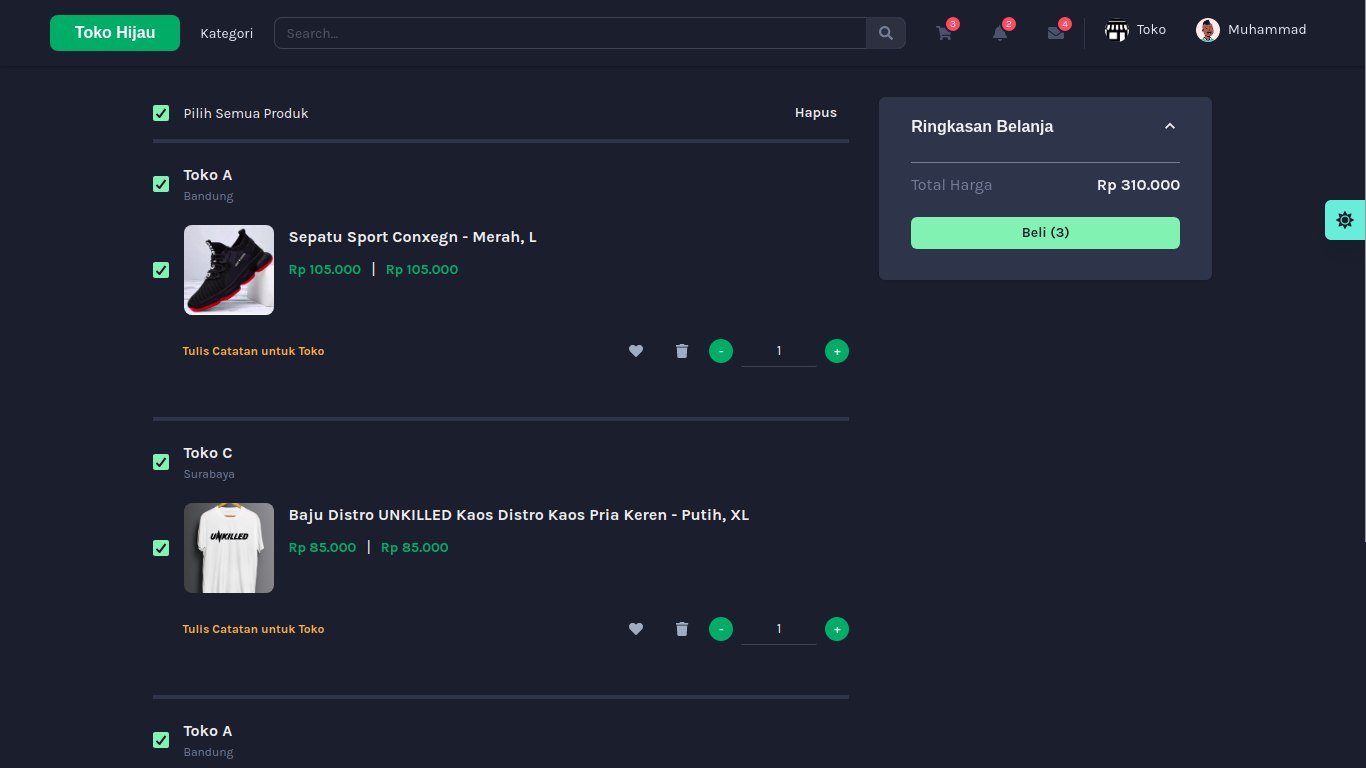 Toko Hijau
Kategori
Search...
3
2
4
Toko
Muhammad
Pilih Semua Produk
Hapus
Toko A
Bandung
Sepatu Sport Conxegn - Merah, L
Rp 105.000 | Rp 105.000
Tulis Catatan untuk Toko
- 1 +
Toko C
Surabaya
UNKILLED
Baju Distro UNKILLED Kaos Distro Kaos Pria Keren - Putih, XL
Rp 85.000 | Rp 85.000
Tulis Catatan untuk Toko
- 1 +
Toko A
Bandung
Ringkasan Belanja
Total Harga Rp 310.000
Beli (3)